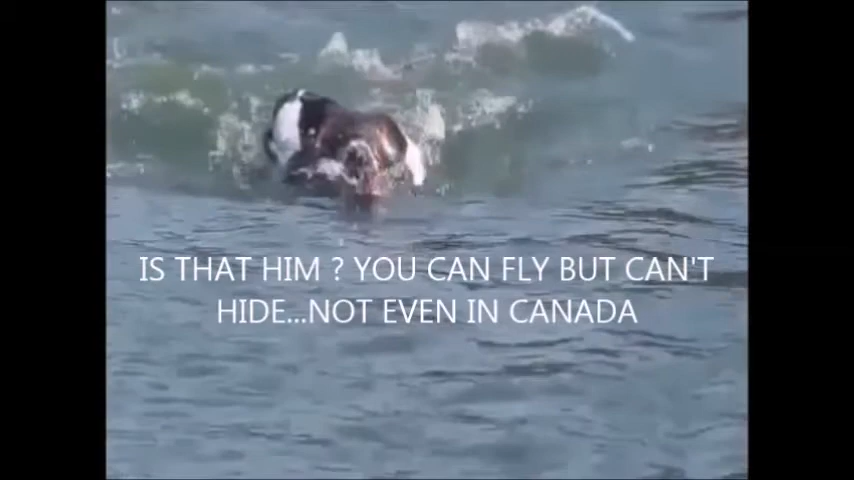 IS THAT HIM ? YOU CAN FLY BUT CAN'T
HIDE...NOT EVEN IN CANADA